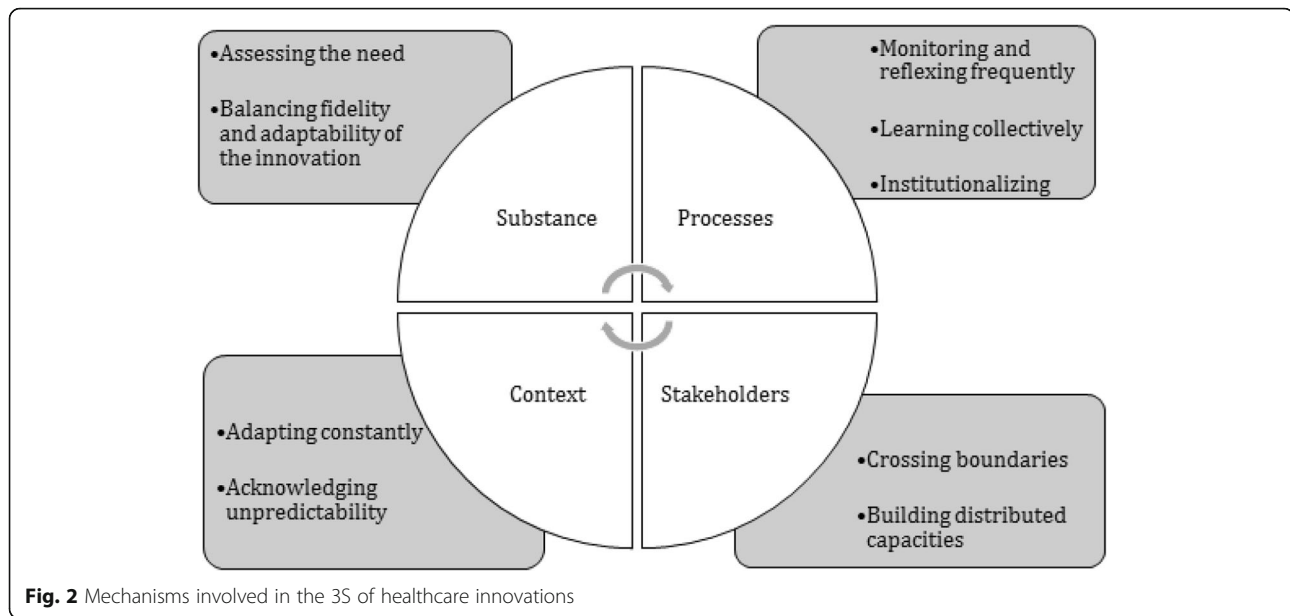 •Assessing the need
•Balancing fidelity
and adaptability of
the innovation
•Monitoring and
reflexing frequently
•Learning collectively
•Institutionalizing
Substance
Processes
Context
Stakeholders
•Adapting constantly
•Acknowledging
unpredictability
•Crossing boundaries
•Building distributed
capacities
Fig. 2 Mechanisms involved in the 3S of healthcare innovations